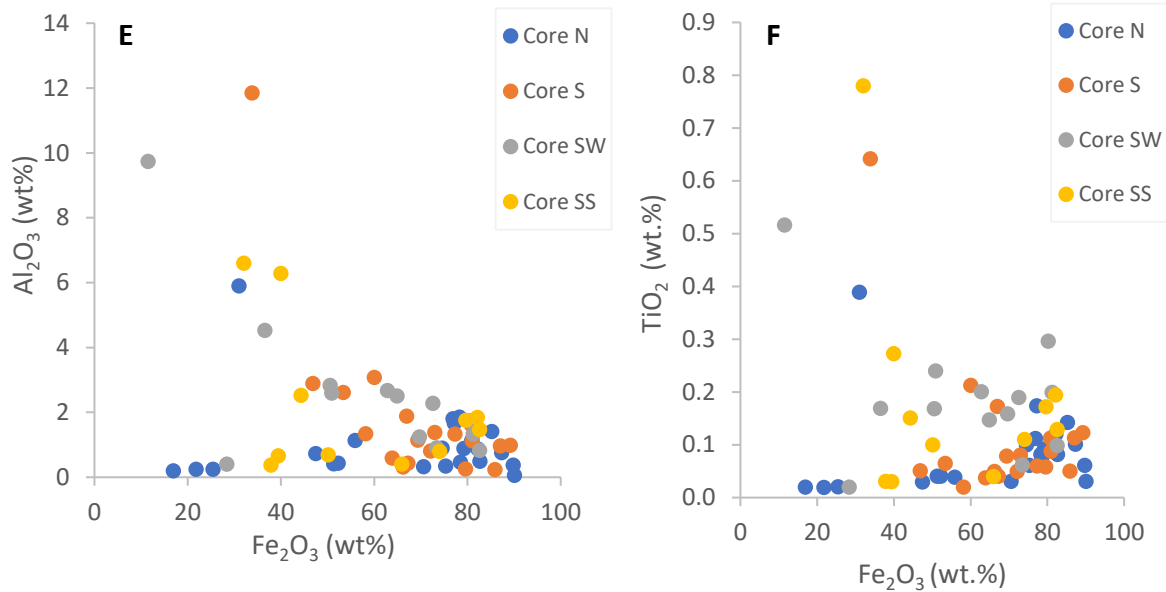 E
14
12
10
8
6
4
2
0
Al₂O₃ (wt%)
0 20 40 60 80 100
Fe₂O₃ (wt%)
Core N
Core S
Core SW
Core SS
F
0.9
0.8
0.7
0.6
0.5
0.4
0.3
0.2
0.1
0.0
TiO₂ (wt.%)
0 20 40 60 80 100
Fe₂O₃ (wt.%)
Core N
Core S
Core SW
Core SS